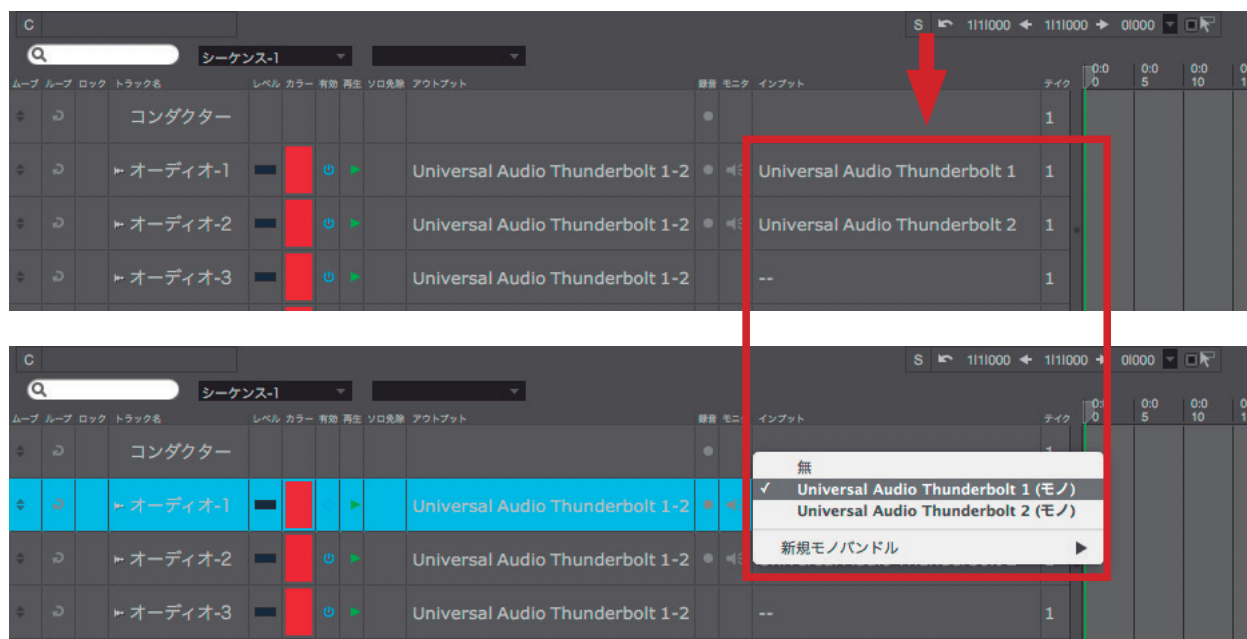 C S 1|1|000 1|1|000 0|000
シーケンス-1
ムーブ ループ ロック トラック名 レベル カラー 有効 再生 ソロ免除 アウトプット 録音 モニタ インプット テイク 0:0 0:0 0:0
0 5 10
コンダクター 1
オーディオ-1 Universal Audio Thunderbolt 1-2 Universal Audio Thunderbolt 1 1
オーディオ-2 Universal Audio Thunderbolt 1-2 Universal Audio Thunderbolt 2 1
オーディオ-3 Universal Audio Thunderbolt 1-2 -- 1
C S 1|1|000 1|1|000 0|000
シーケンス-1
ムーブ ループ ロック トラック名 レベル カラー 有効 再生 ソロ免除 アウトプット 録音 インプット テイク 0:0 0:0
0 5 10
コンダクター
無
オーディオ-1 Universal Audio Thunderbolt 1-2 ✓ Universal Audio Thunderbolt 1 (モノ)
Universal Audio Thunderbolt 2 (モノ)
新規モノバンドル
オーディオ-2 Universal Audio Thunderbolt 1-2
オーディオ-3 Universal Audio Thunderbolt 1-2 -- 1